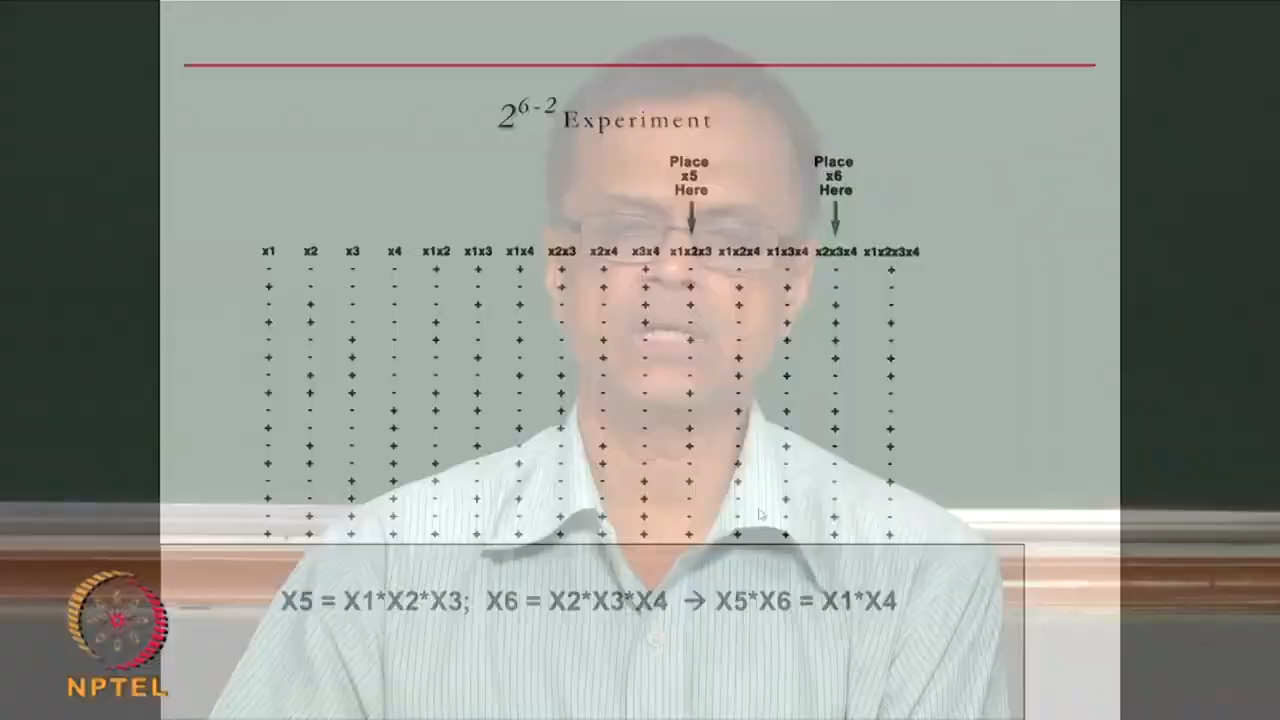 2^6-2 Experiment
Place x5 Here
Place x6 Here
x1 x2 x3 x4 x1x2 x1x3 x1x4 x2x3 x2x4 x3x4 x1x2x3 x1x2x4 x1x3x4 x2x3x4 x1x2x3x4
- - - - + + + + + + - - - - +
+ - - - - - - + + + + + + - -
- + - - - + + - - + + + - + -
+ + - - + - - - - + - - + + +
- - + - + - + - + - + - + + -
+ - + - - + - - + - - + - + +
- + + - - - + + - - - + + - +
+ + + - + + - + - - + - - - -
- - - + + + - + - - - + + + -
+ - - + - - + + - - + - - + +
- + - + - + - - + - + - + - +
+ + - + + - + - + - - + - - -
- - + + + - - - - + + + - - +
+ - + + - + + - - + - - + - -
- + + + - - - + + + - - - + -
+ + + + + + + + + + + + + + +
X5 = X1*X2*X3; X6 = X2*X3*X4 → X5*X6 = X1*X4
NPTEL